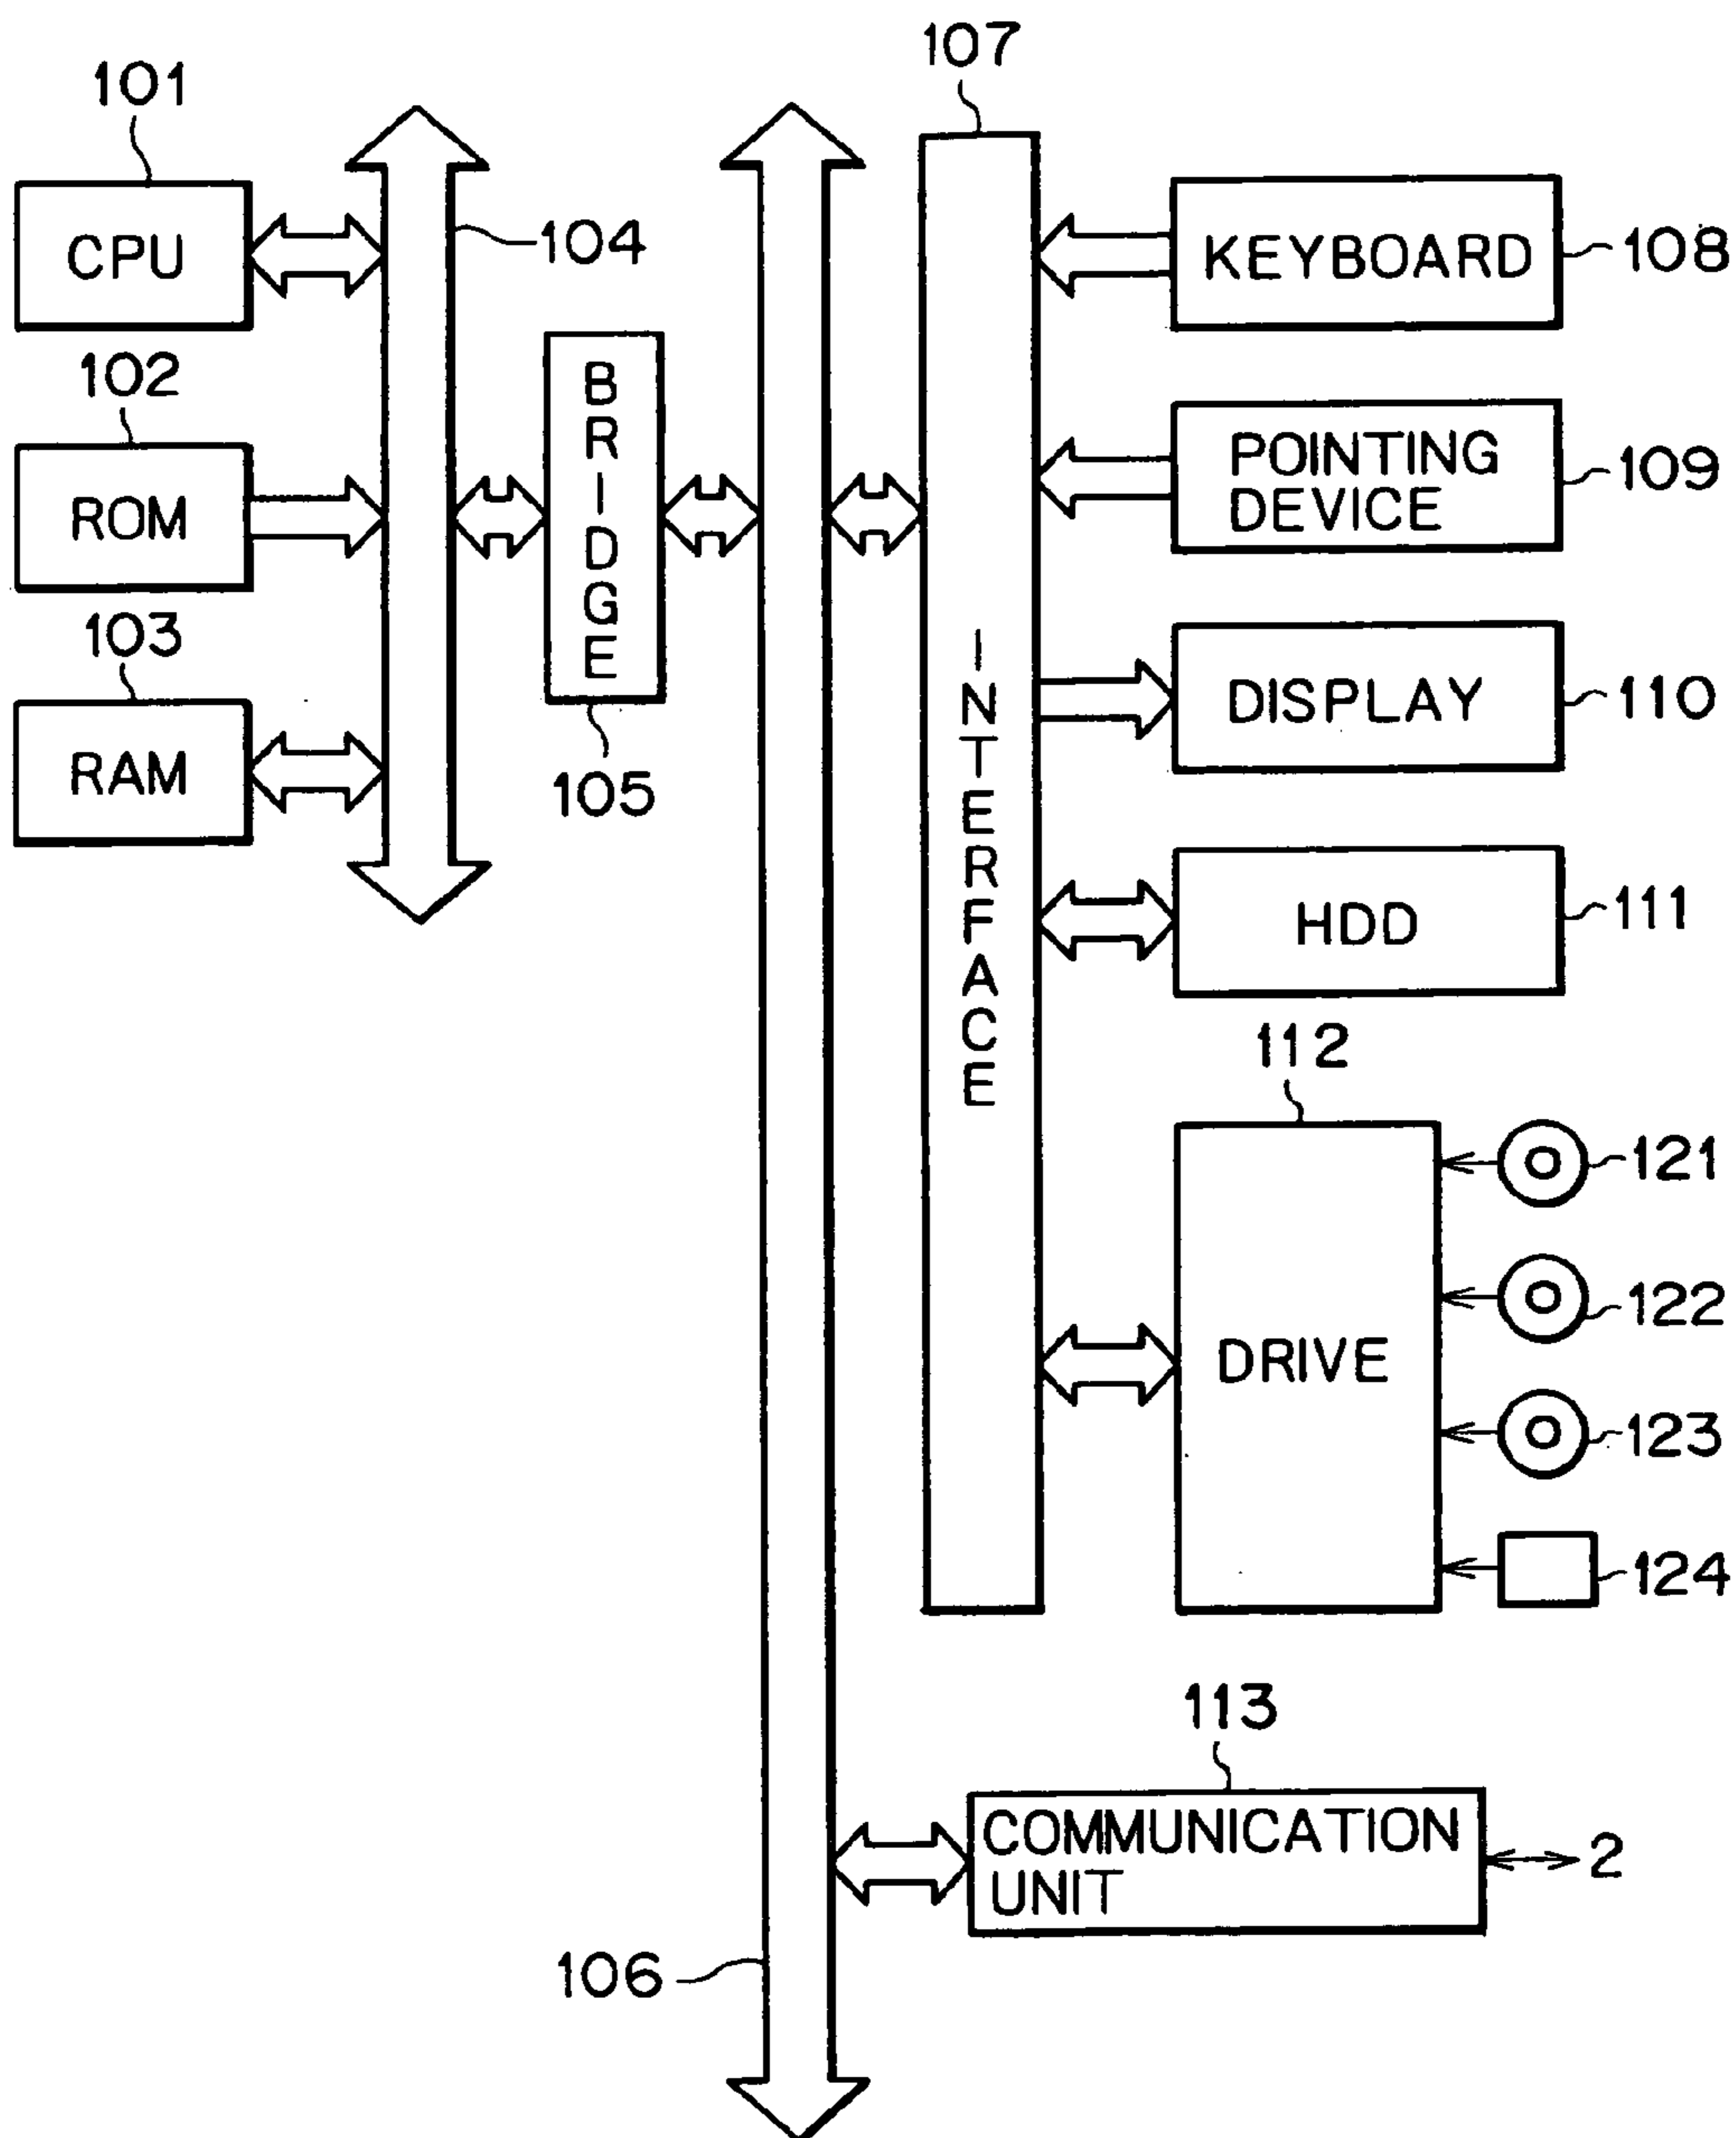 107
101
CPU
104
KEYBOARD
108
102
BRIDGE
POINTING
DEVICE
109
ROM
103
INTERFACE
DISPLAY
110
RAM
105
HDD
111
112
121
122
DRIVE
123
124
113
COMMUNICATION
UNIT
2
106